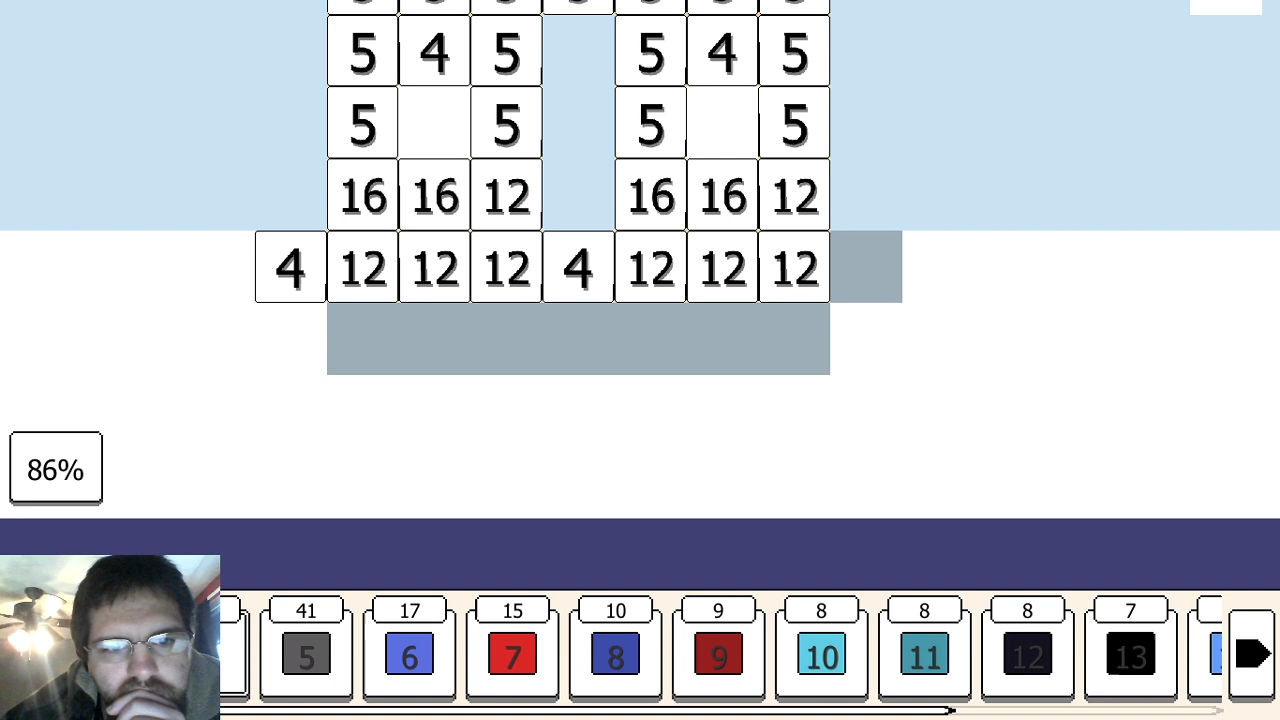 5 4 5 5 4 5
5 5 5 5
16 16 12 16 16 12
4 12 12 12 4 12 12 12
86%
41 17 15 10 9 8 8 8 7
5 6 7 8 9 10 11 12 13